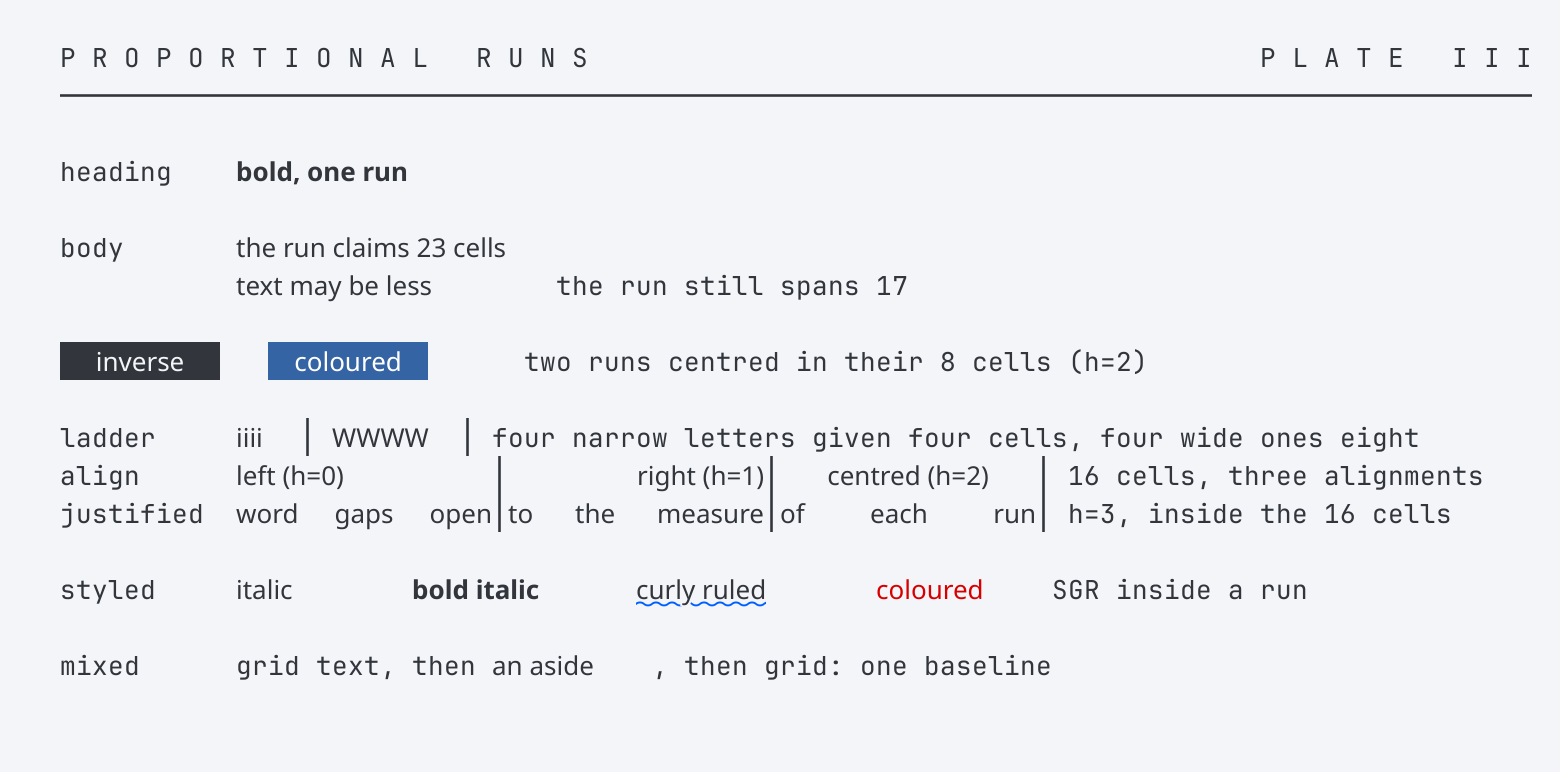 PROPORTIONAL RUNS PLATE III
heading bold, one run
body the run claims 23 cells
text may be less the run still spans 17
inverse coloured two runs centred in their 8 cells (h=2)
ladder iiii | WWWW | four narrow letters given four cells, four wide ones eight
align left (h=0) | right (h=1) | centred (h=2) | 16 cells, three alignments
justified word gaps open | to the measure | of each run | h=3, inside the 16 cells
styled italic bold italic curly ruled coloured SGR inside a run
mixed grid text, then an aside , then grid: one baseline